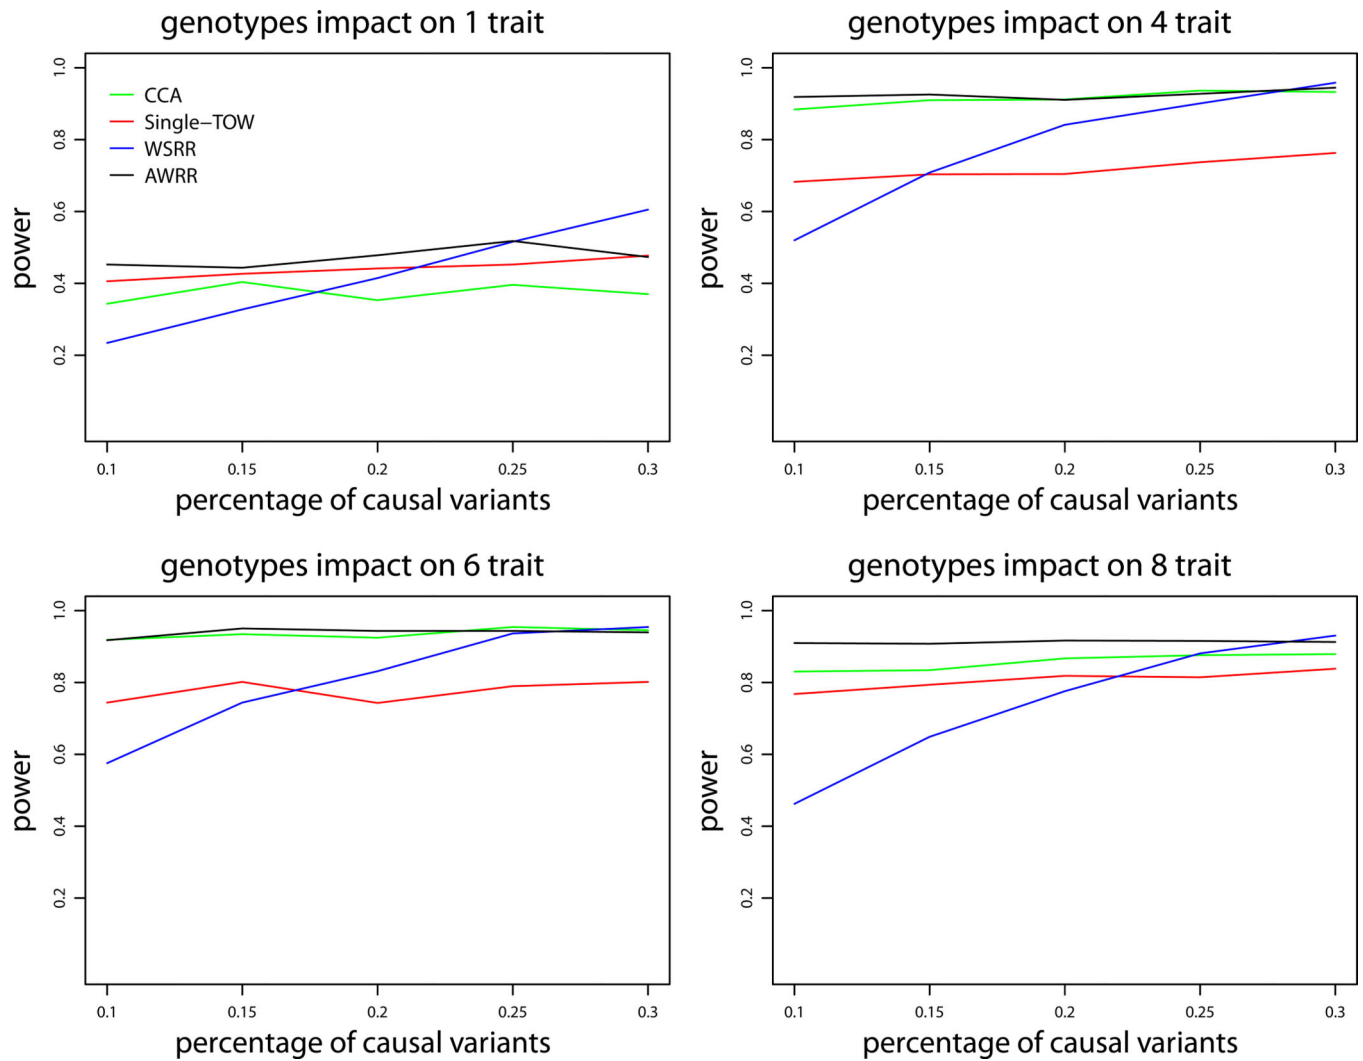 genotypes impact on 1 trait
1.0
0.8
0.6
0.4
0.2
power
CCA
Single−TOW
WSRR
AWRR
0.1 0.15 0.2 0.25 0.3
percentage of causal variants
genotypes impact on 4 trait
1.0
0.8
0.6
0.4
0.2
power
0.1 0.15 0.2 0.25 0.3
percentage of causal variants
genotypes impact on 6 trait
1.0
0.8
0.6
0.4
0.2
power
0.1 0.15 0.2 0.25 0.3
percentage of causal variants
genotypes impact on 8 trait
1.0
0.8
0.6
0.4
0.2
power
0.1 0.15 0.2 0.25 0.3
percentage of causal variants